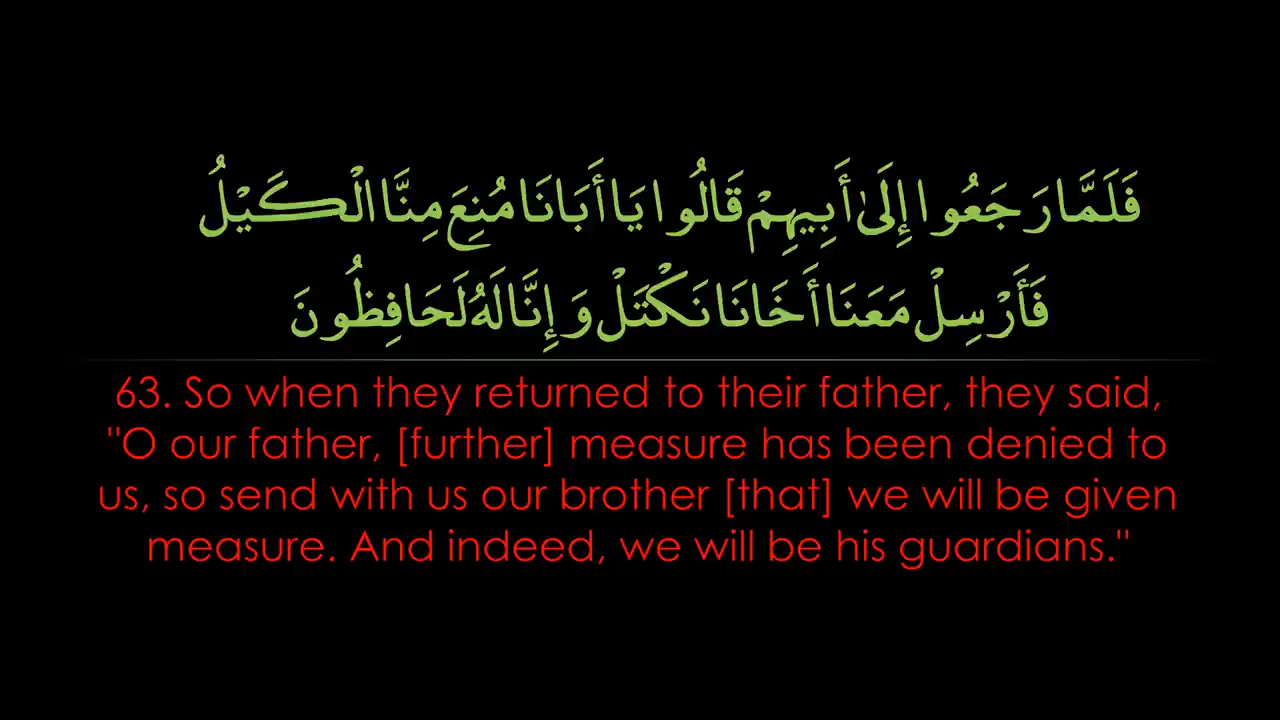 فَلَمَّا رَجَعُوا إِلَىٰ أَبِيهِمْ قَالُوا يَا أَبَانَا مُنِعَ مِنَّا الْكَيْلُ
فَأَرْسِلْ مَعَنَا أَخَانَا نَكْتَلْ وَإِنَّا لَهُ لَحَافِظُونَ
63. So when they returned to their father, they said,
"O our father, [further] measure has been denied to
us, so send with us our brother [that] we will be given
measure. And indeed, we will be his guardians."